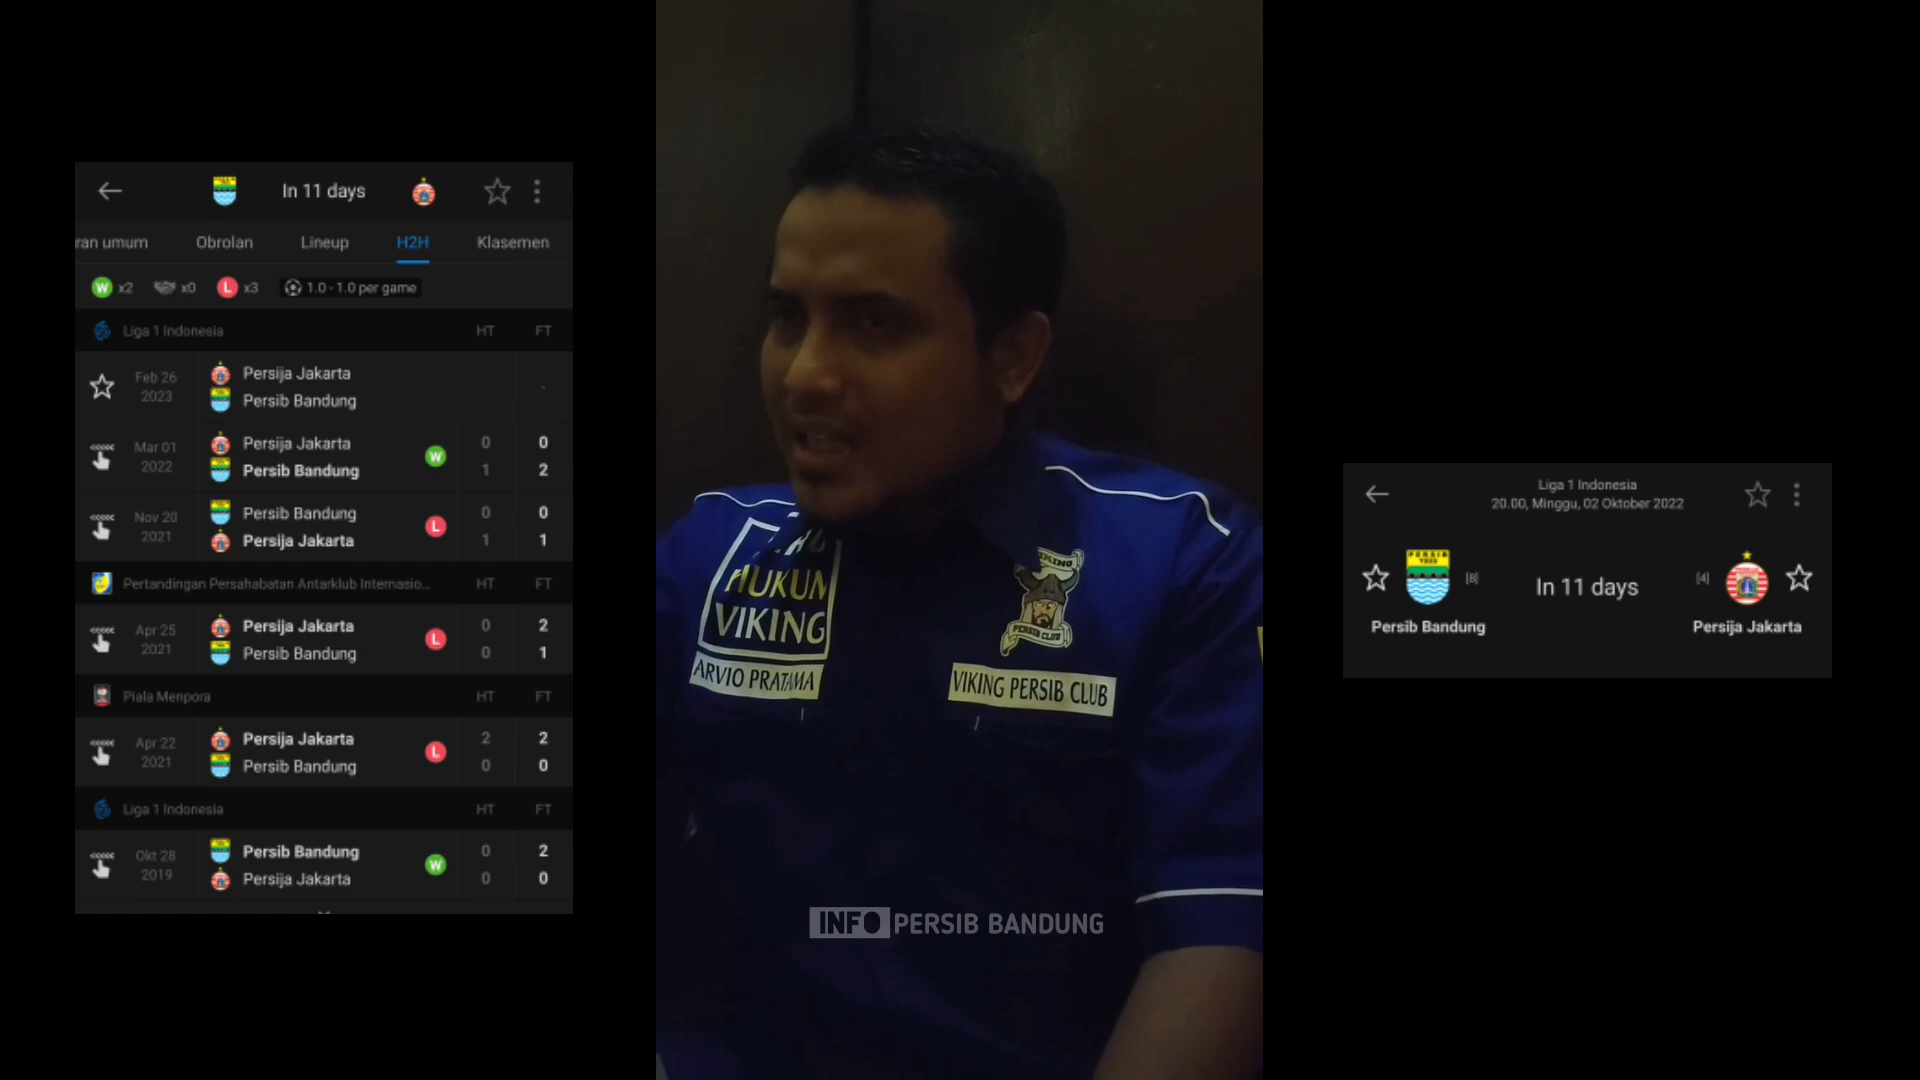 In 11 days
ran umum Obrolan Lineup H2H Klasemen
W x2 x0 L x3 1.0 - 1.0 per game
Liga 1 Indonesia HT FT
Feb 26 2023
Persija Jakarta
Persib Bandung
-
Mar 01 2022
Persija Jakarta 0 0
Persib Bandung 1 2
W
Nov 20 2021
Persib Bandung 0 0
Persija Jakarta 1 1
L
Pertandingan Persahabatan Antarklub Internasio... HT FT
Apr 25 2021
Persija Jakarta 0 2
Persib Bandung 0 1
L
Piala Menpora HT FT
Apr 22 2021
Persija Jakarta 2 2
Persib Bandung 0 0
L
Liga 1 Indonesia HT FT
Okt 28 2019
Persib Bandung 0 2
Persija Jakarta 0 0
W
HUKUM
VIKING
ARVIO PRATAMA
VIKING
PERSIB CLUB
VIKING PERSIB CLUB
INFO PERSIB BANDUNG
Liga 1 Indonesia
20.00, Minggu, 02 Oktober 2022
PERSIB
1933
[8] In 11 days [4]
Persib Bandung Persija Jakarta